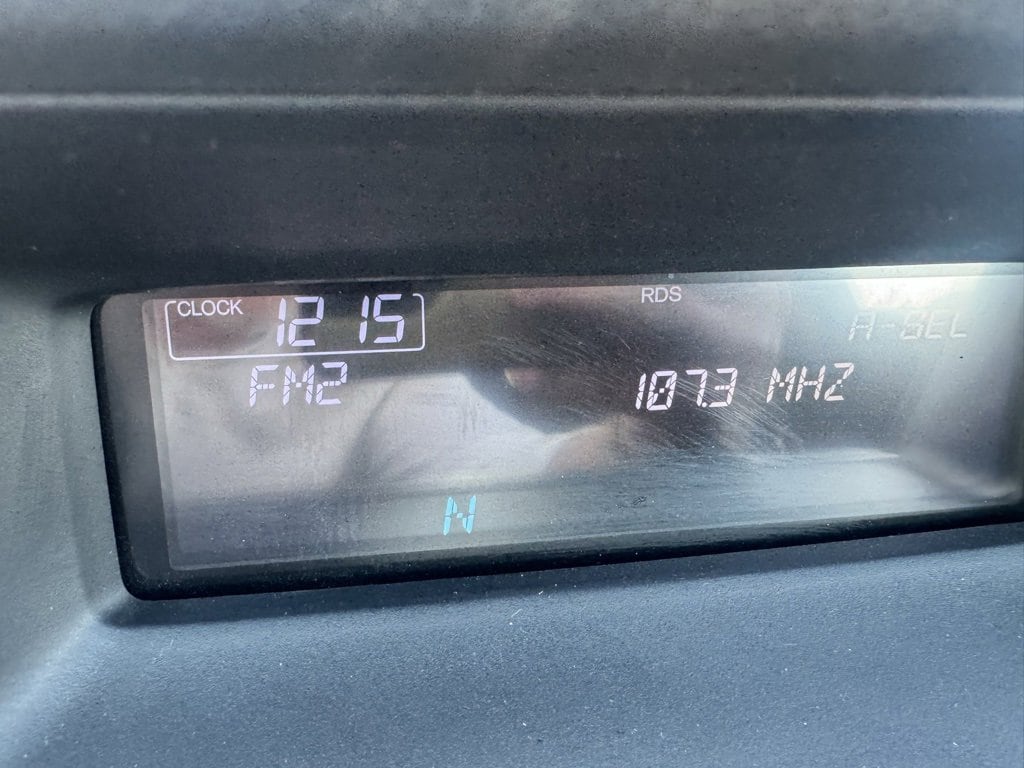 CLOCK 12 15
RDS
A-SEL
FM2
107.3 MHZ
N